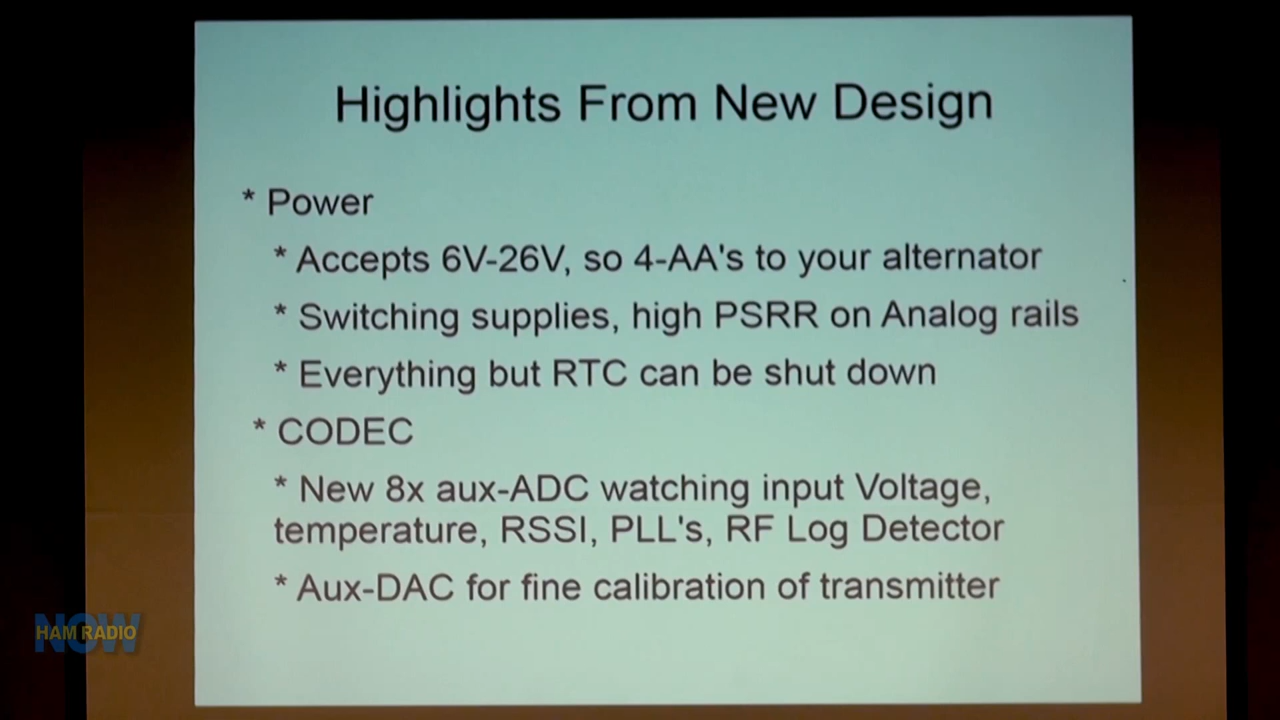 Highlights From New Design
* Power
* Accepts 6V-26V, so 4-AA's to your alternator
* Switching supplies, high PSRR on Analog rails
* Everything but RTC can be shut down
* CODEC
* New 8x aux-ADC watching input Voltage,
temperature, RSSI, PLL's, RF Log Detector
* Aux-DAC for fine calibration of transmitter
NOW
HAM RADIO